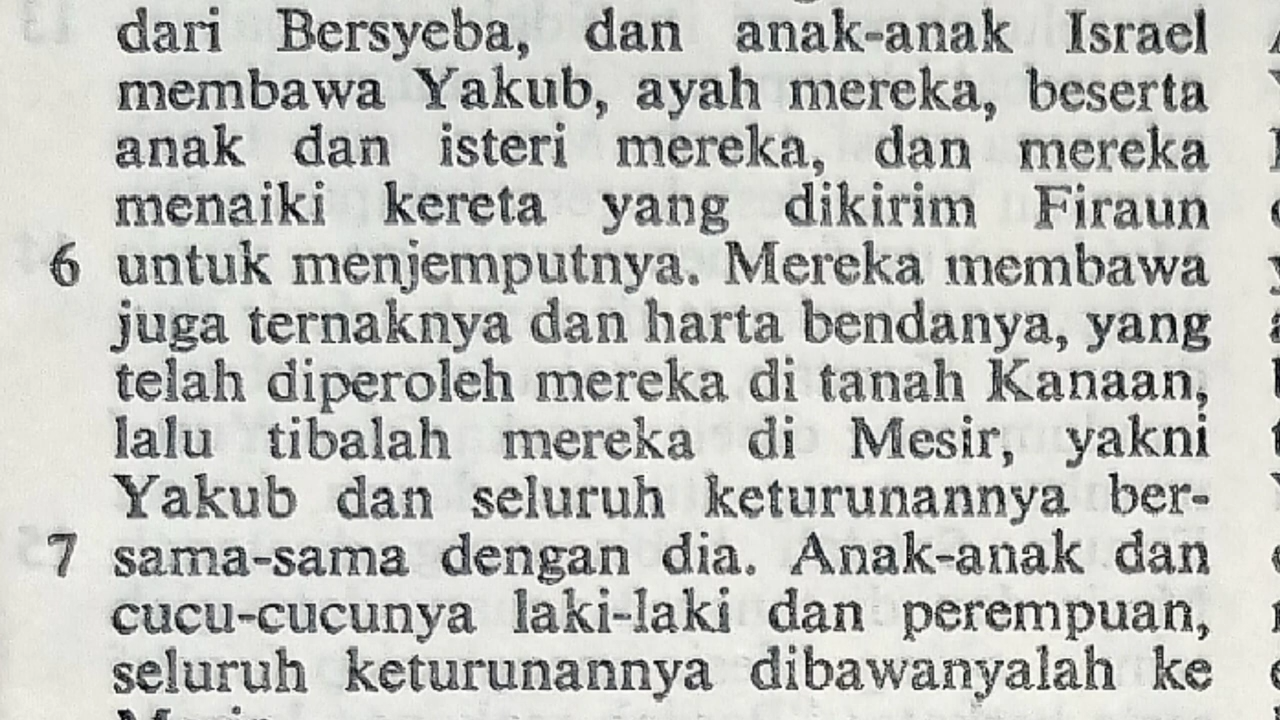 dari Bersyeba, dan anak-anak Israel
membawa Yakub, ayah mereka, beserta
anak dan isteri mereka, dan mereka
menaiki kereta yang dikirim Firaun
6 untuk menjemputnya. Mereka membawa
juga ternaknya dan harta bendanya, yang
telah diperoleh mereka di tanah Kanaan,
lalu tibalah mereka di Mesir, yakni
Yakub dan seluruh keturunannya ber-
7 sama-sama dengan dia. Anak-anak dan
cucu-cucunya laki-laki dan perempuan,
seluruh keturunannya dibawanyalah ke